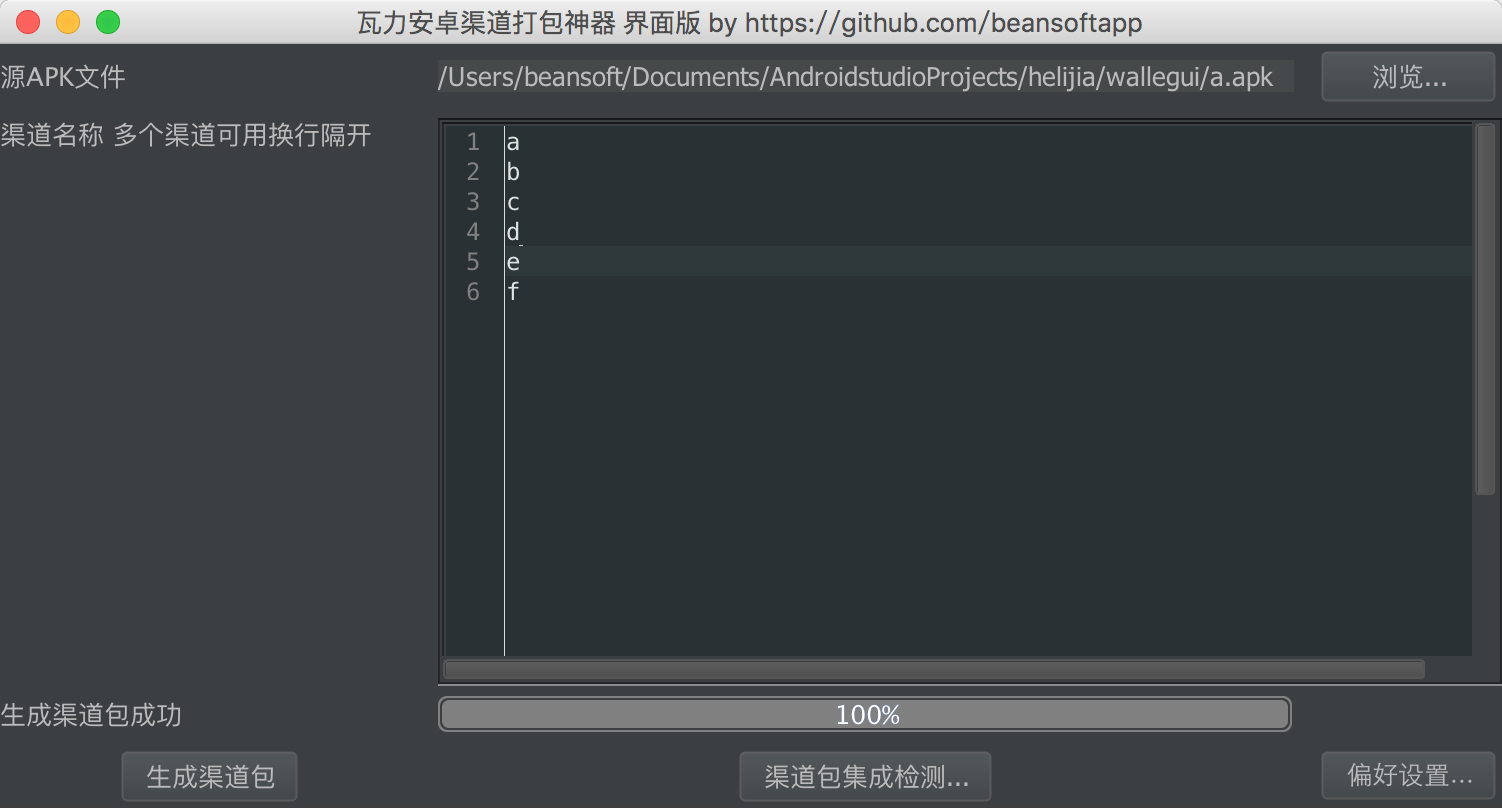 瓦力安卓渠道打包神器 界面版 by https://github.com/beansoftapp
源APK文件 /Users/beansoft/Documents/AndroidstudioProjects/helijia/wallegui/a.apk 浏览...
渠道名称 多个渠道可用换行隔开
1 a
2 b
3 c
4 d
5 e
6 f
生成渠道包成功 100%
生成渠道包 渠道包集成检测... 偏好设置...